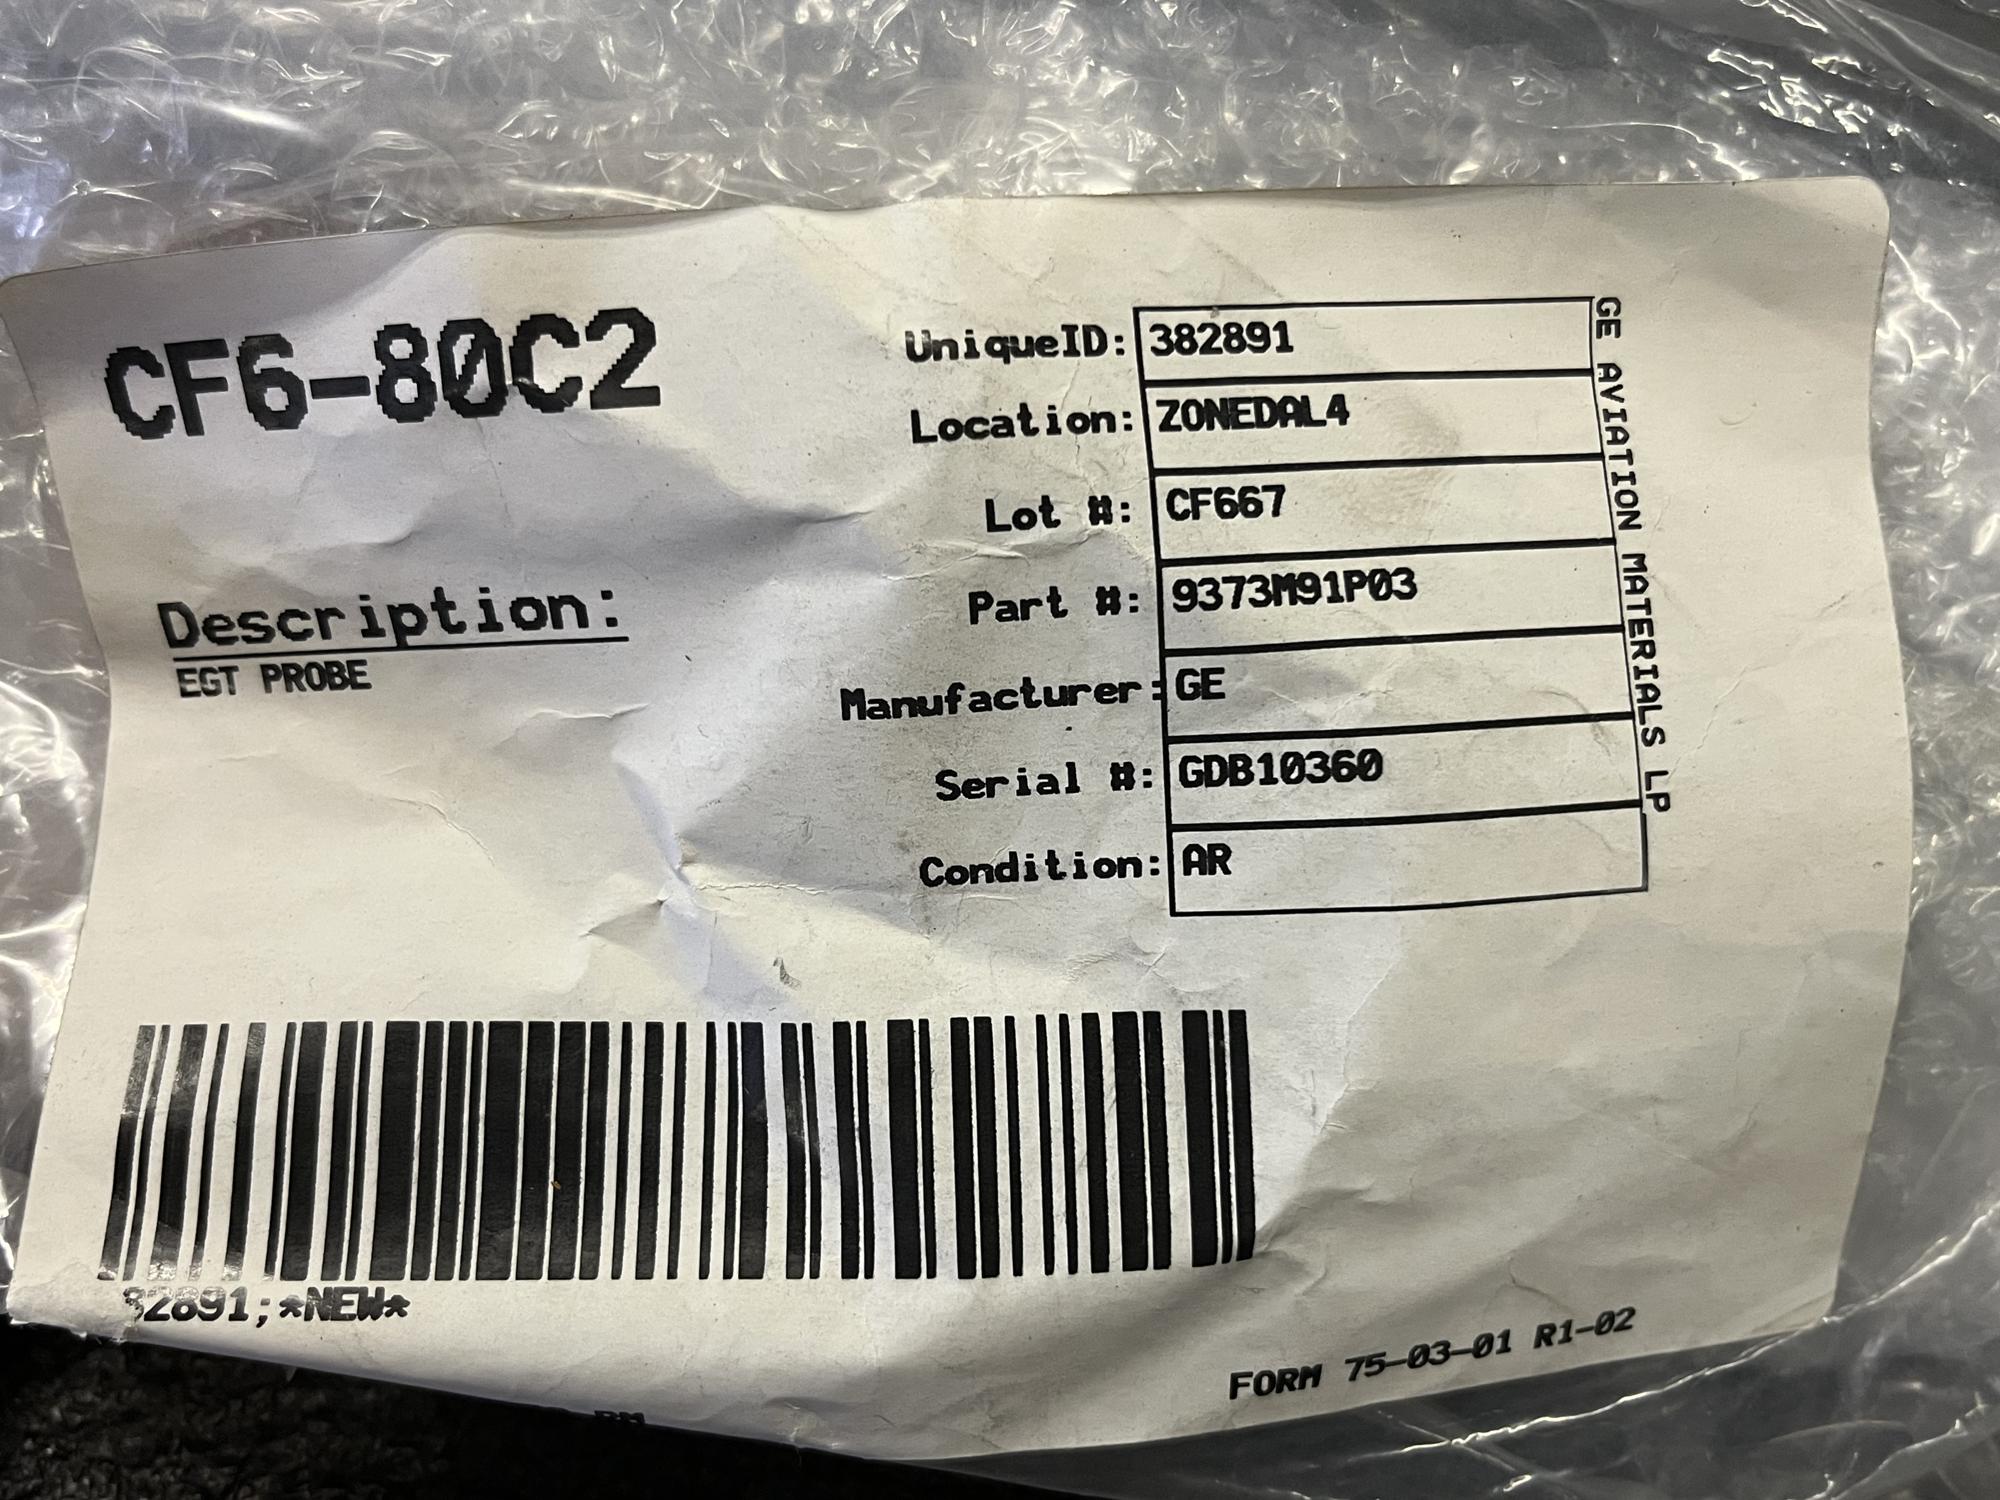 CF6-80C2
Description:
EGT PROBE
UniqueID: 382891
Location: ZONEDAL4
Lot #: CF667
Part #: 9373M91P03
Manufacturer: GE
Serial #: GDB10360
Condition: AR
GE AVIATION MATERIALS LP
82891;*NEW*
FORM 75-03-01 R1-02